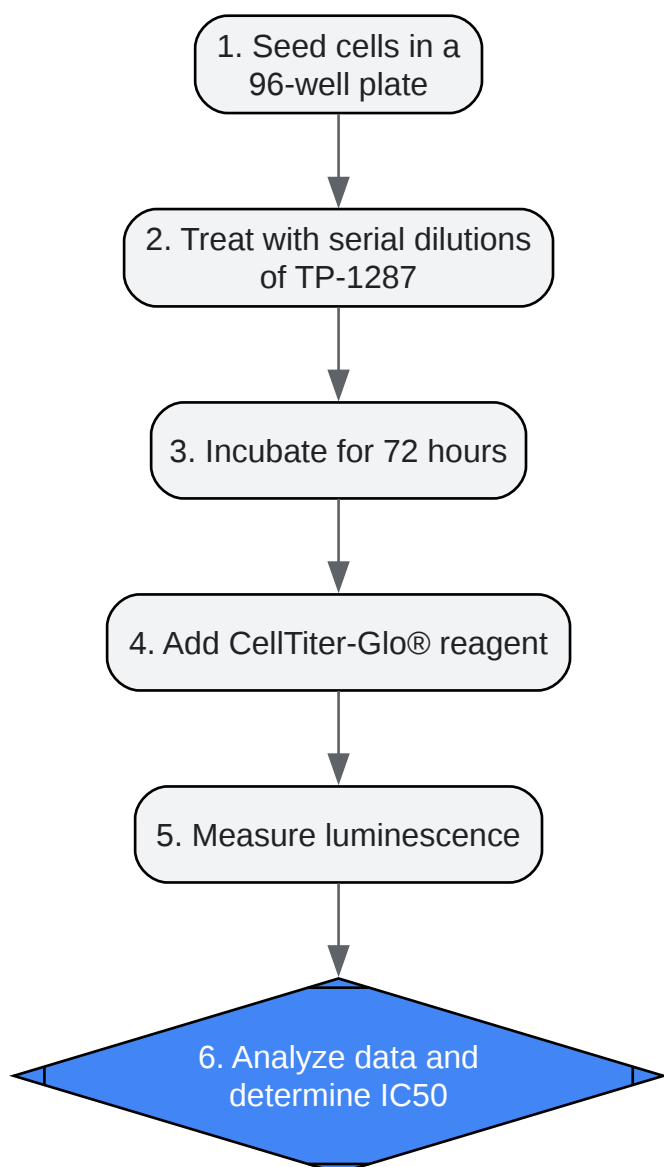 1. Seed cells in a
96-well plate
2. Treat with serial dilutions
of TP-1287
3. Incubate for 72 hours
4. Add CellTiter-Glo® reagent
5. Measure luminescence
6. Analyze data and
determine IC50